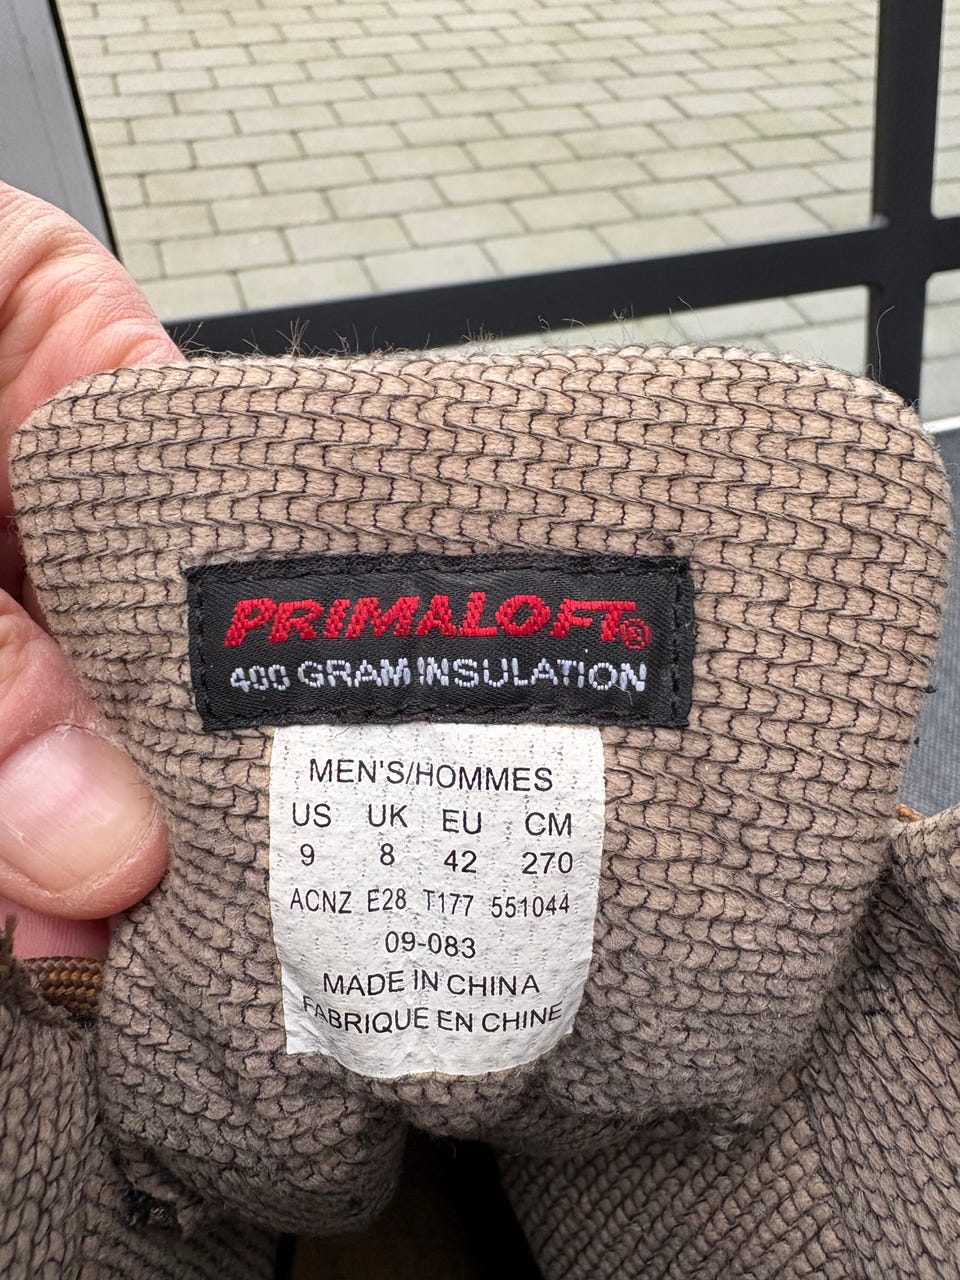 PRIMALOFT®
400 GRAM INSULATION
MEN'S/HOMMES
US UK EU CM
9 8 42 270
ACNZ E28 T177 551044
09-083
MADE IN CHINA
FABRIQUE EN CHINE